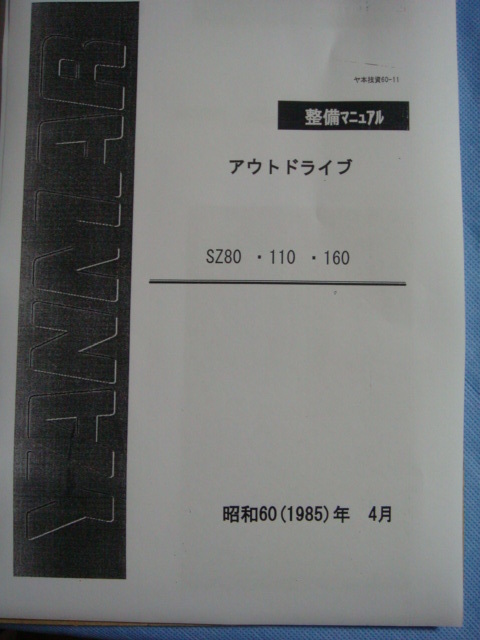 ヤ本技資60-11
整備マニュアル
アウトドライブ
SZ80 ・110 ・160
昭和60(1985)年 4月
YANMAR